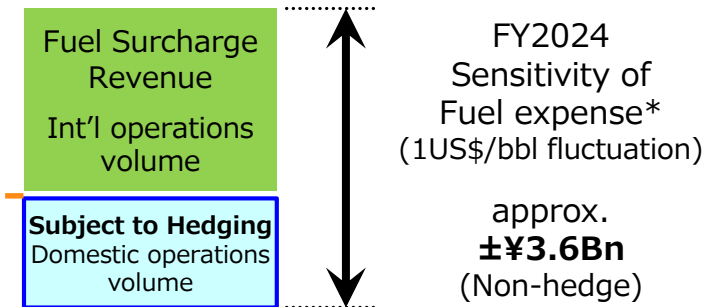 Fuel Surcharge
Revenue
Int’l operations
volume
Subject to Hedging
Domestic operations
volume
FY2024
Sensitivity of
Fuel expense*
(1US$/bbl fluctuation)
approx.
±¥3.6Bn
(Non-hedge)